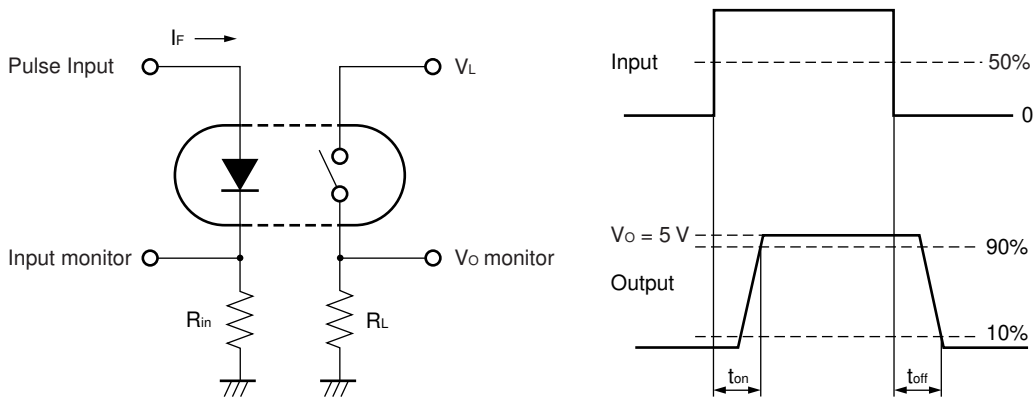 IF
Pulse Input
VL
Input monitor
VO monitor
Rin
RL
Input
50%
0
VO = 5 V
90%
Output
10%
ton
toff